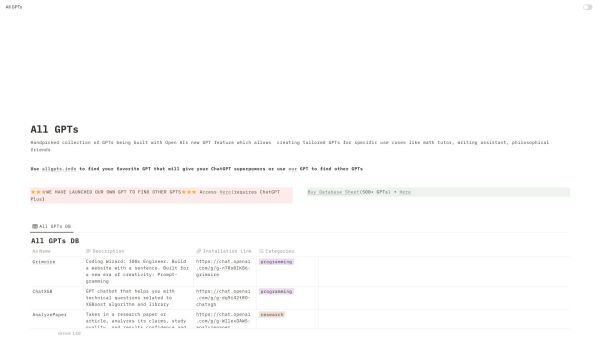 All GPTs
All GPTs
Handpicked collection of GPTs being built with Open AIs new GPT feature which allows creating tailored GPTs for specific use cases like math tutor, writing assistant, philosophical
friends
Use allgpts.info to find your favorite GPT that will give your ChatGPT superpowers or use our GPT to find other GPTs
⭐⭐⭐WE HAVE LAUNCHED OUR OWN GPT TO FIND OTHER GPTS⭐⭐⭐ Access here(requires ChatGPT
Plus)
Buy Database Sheet(500+ GPTs) → Here
All GPTs DB
All GPTs DB
Aa Name Description Installation Link Categories
Grimoire
Coding Wizard: 100x Engineer. Build
a website with a sentence. Built for
a new era of creativity: Prompt-
gramming
https://chat.openai
grimoire
programming
ChatXGB
GPT chatbot that helps you with
technical questions related to
XGBoost algorithm and library
https://chat.openai
chatxgb
programming
AnalyzePaper
Takes in a research paper or
article, analyzes its claims, study
quality, and results confidence and
https://chat.openai
analyzepaper
research